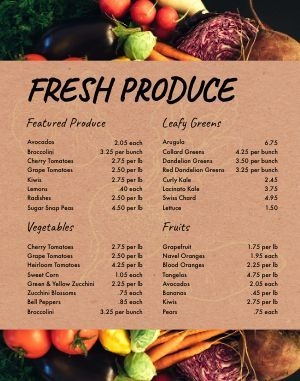 FRESH PRODUCE
Featured Produce
Avocados 2.05 each
Broccolini 3.25 per bunch
Cherry Tomatoes 2.75 per lb
Grape Tomatoes 2.50 per lb
Kiwis 2.75 per lb
Lemons .40 each
Radishes 2.50 per lb
Sugar Snap Peas 4.50 per lb
Leafy Greens
Arugula 6.75
Collard Greens 4.25 per bunch
Dandelion Greens 3.50 per bunch
Red Dandelion Greens 3.25 per bunch
Curly Kale 2.45
Lacinato Kale 3.75
Swiss Chard 4.95
Lettuce 1.50
Vegetables
Cherry Tomatoes 2.75 per lb
Grape Tomatoes 2.50 per lb
Heirloom Tomatoes 4.25 per lb
Sweet Corn 1.05 each
Green & Yellow Zucchini 2.25 per lb
Zucchini Blossoms .75 each
Bell Peppers .85 each
Broccolini 3.25 per bunch
Fruits
Grapefruit 1.75 per lb
Navel Oranges 1.95 each
Blood Oranges 2.25 per lb
Tangelos 4.75 per lb
Avocados 2.05 each
Bananas .45 per lb
Kiwis 2.75 per lb
Pears .75 each